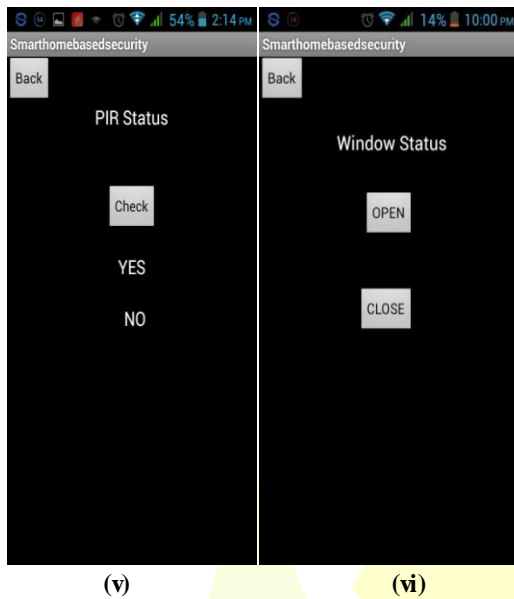 54% 2:14 PM
Smarthomebasedsecurity
Back
PIR Status
Check
YES
NO
(v)
14% 10:00 PM
Smarthomebasedsecurity
Back
Window Status
OPEN
CLOSE
(vi)